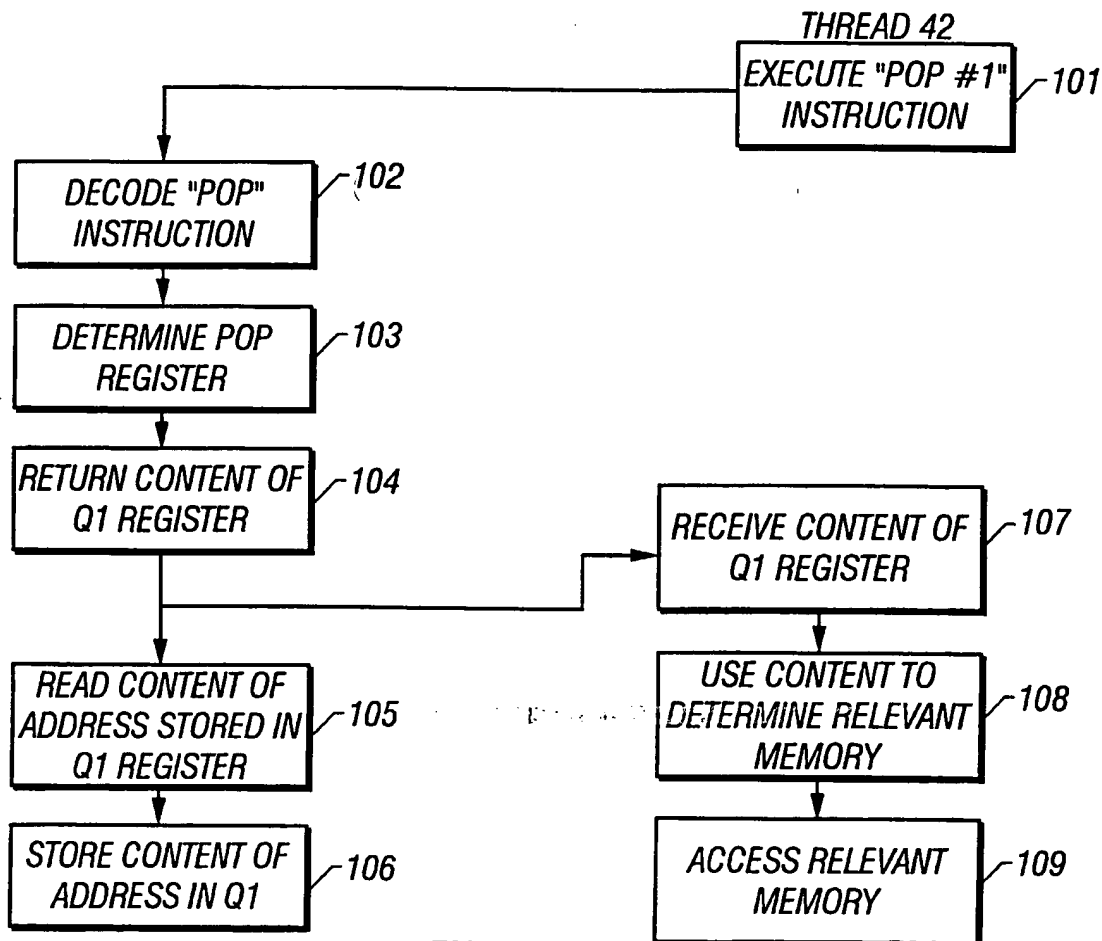 THREAD 42
EXECUTE "POP #1"
INSTRUCTION
101
DECODE "POP"
INSTRUCTION
102
DETERMINE POP
REGISTER
103
RETURN CONTENT OF
Q1 REGISTER
104
RECEIVE CONTENT OF
Q1 REGISTER
107
READ CONTENT OF
ADDRESS STORED IN
Q1 REGISTER
105
USE CONTENT TO
DETERMINE RELEVANT
MEMORY
108
STORE CONTENT OF
ADDRESS IN Q1
106
ACCESS RELEVANT
MEMORY
109